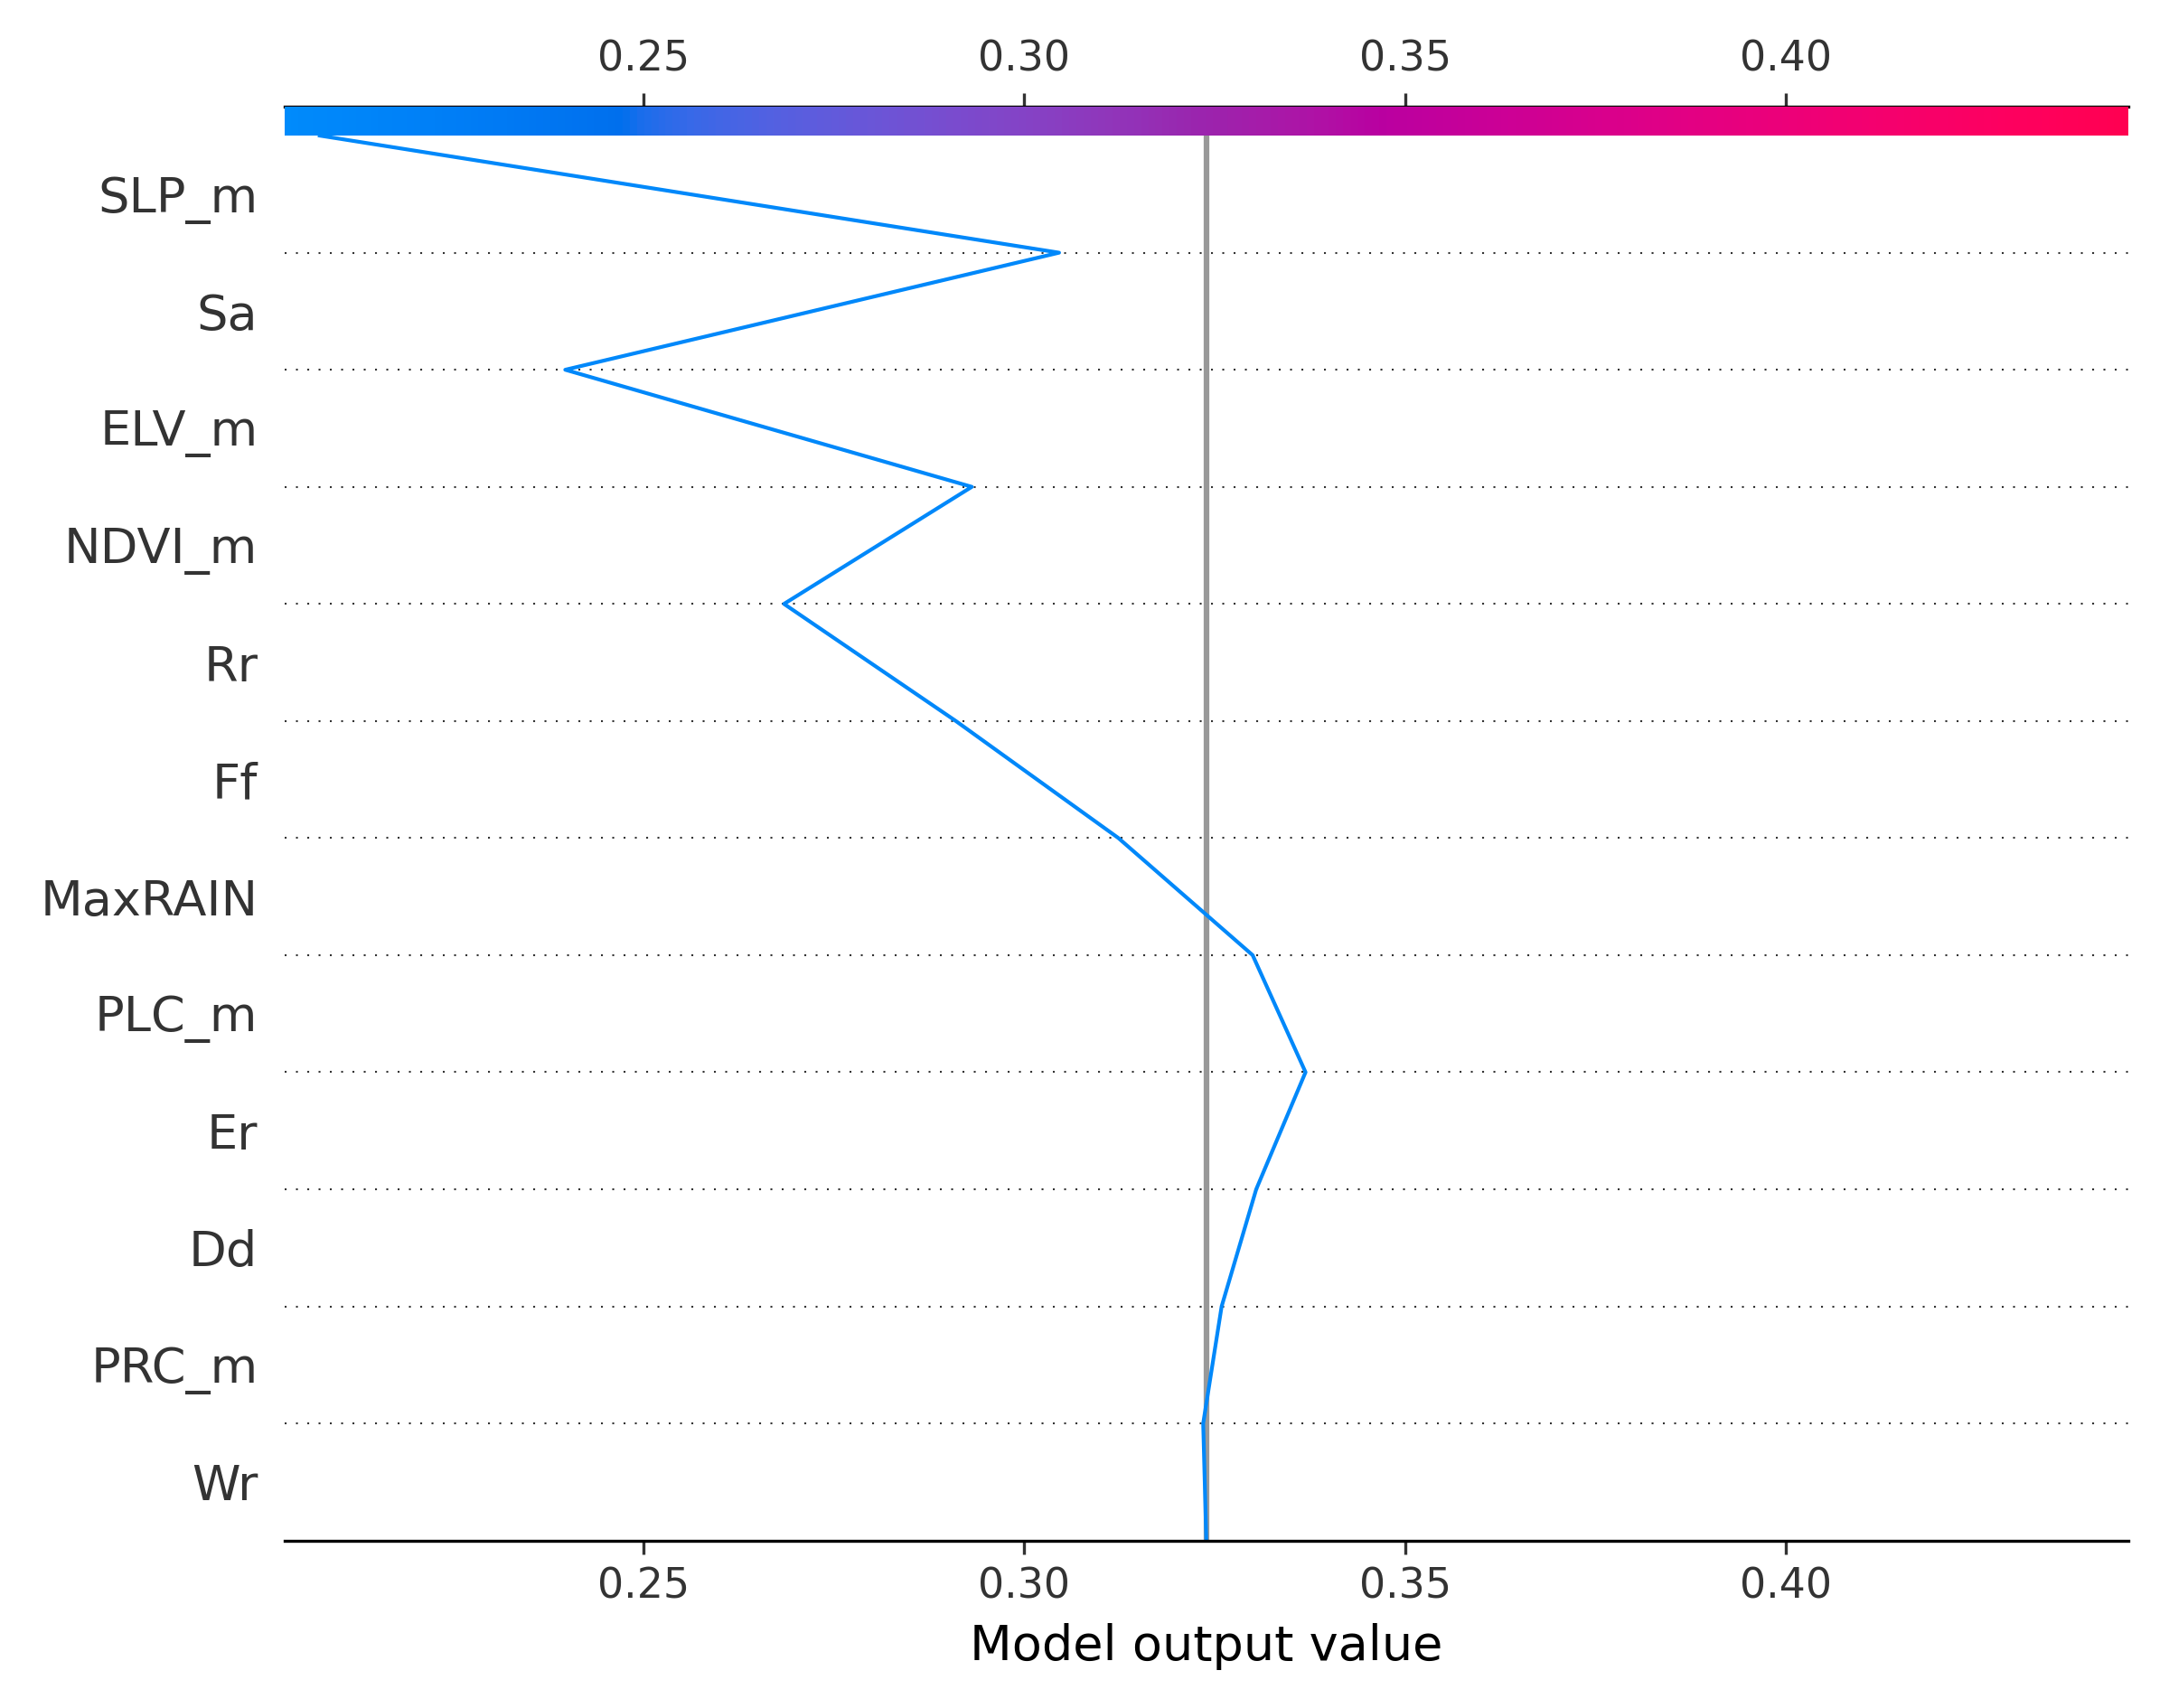 0.25 0.30 0.35 0.40
SLP_m
Sa
ELV_m
NDVI_m
Rr
Ff
MaxRAIN
PLC_m
Er
Dd
PRC_m
Wr
0.25 0.30 0.35 0.40
Model output value